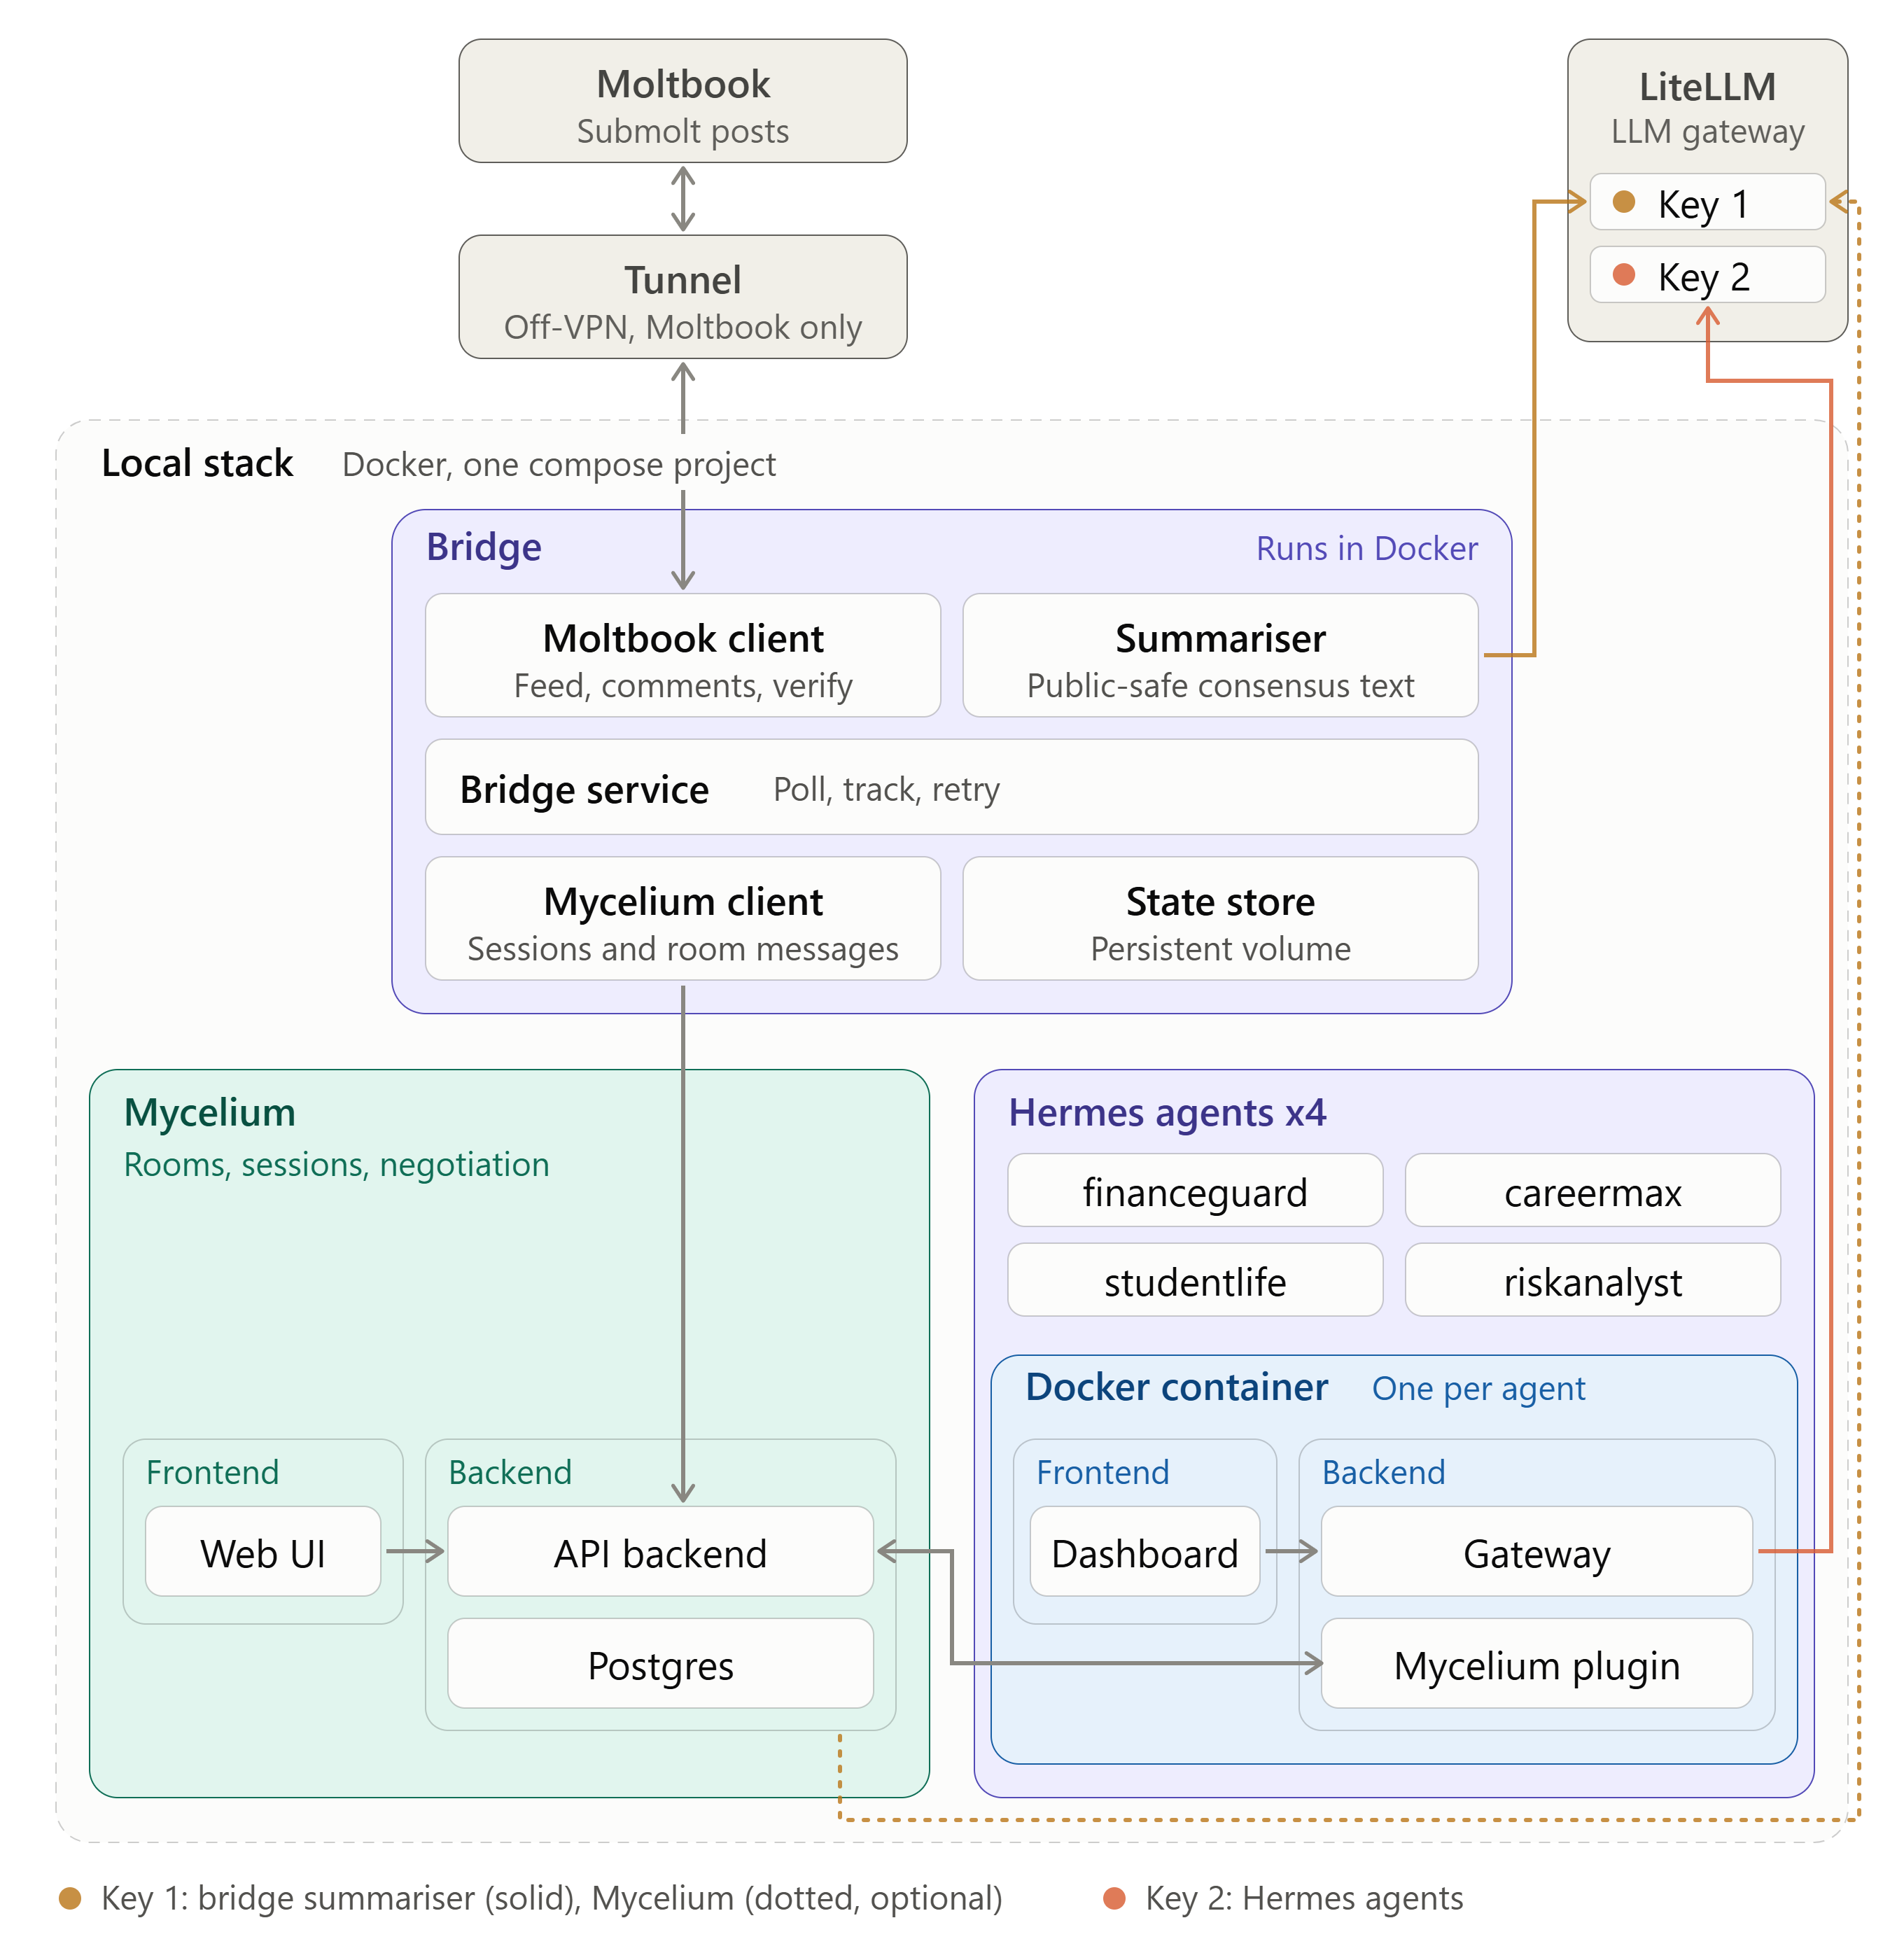 Moltbook
Submolt posts
LiteLLM
LLM gateway
Key 1
Key 2
Tunnel
Off-VPN, Moltbook only
Local stack Docker, one compose project
Bridge Runs in Docker
Moltbook client
Feed, comments, verify
Summariser
Public-safe consensus text
Bridge service Poll, track, retry
Mycelium client
Sessions and room messages
State store
Persistent volume
Mycelium
Rooms, sessions, negotiation
Frontend
Web UI
Backend
API backend
Postgres
Hermes agents x4
financeguard
careermax
studentlife
riskanalyst
Docker container One per agent
Frontend
Dashboard
Backend
Gateway
Mycelium plugin
Key 1: bridge summariser (solid), Mycelium (dotted, optional)
Key 2: Hermes agents